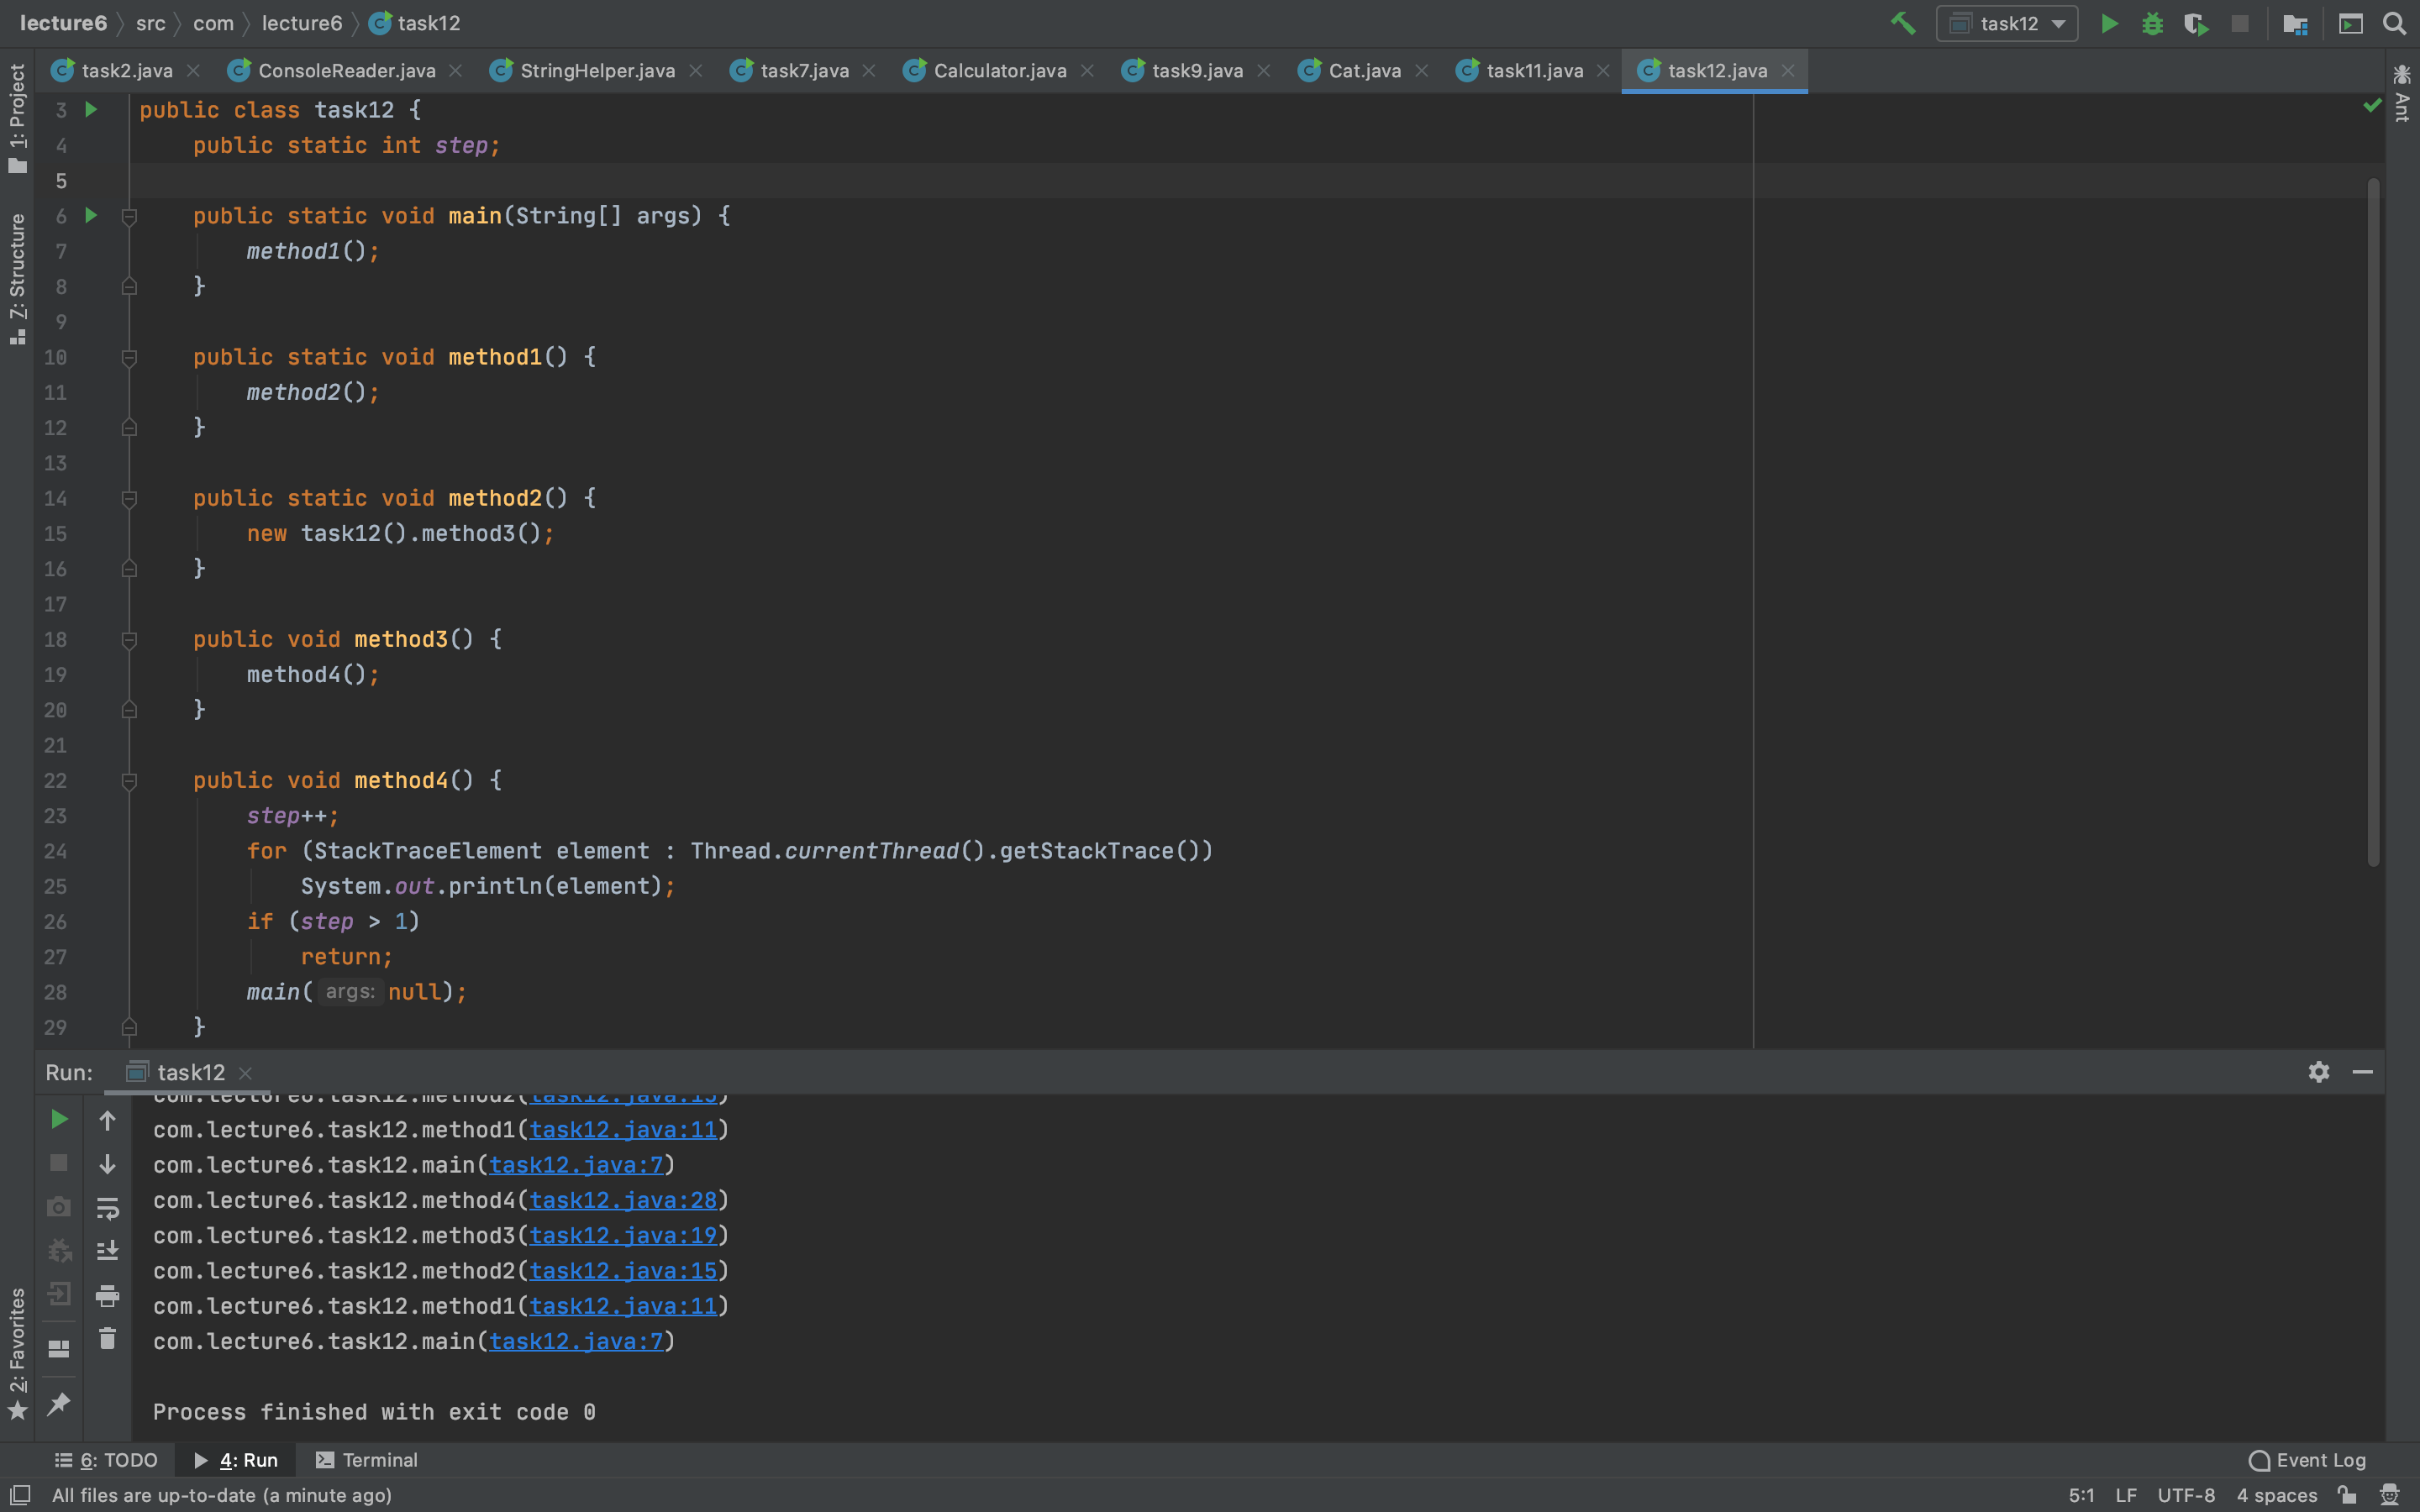 lecture6 src com lecture6 task12
task12
task2.java ConsoleReader.java StringHelper.java task7.java Calculator.java task9.java Cat.java task11.java task12.java
1: Project
7: Structure
2: Favorites
Ant
3 public class task12 {
4 public static int step;
5
6 public static void main(String[] args) {
7 method1();
8 }
9
10 public static void method1() {
11 method2();
12 }
13
14 public static void method2() {
15 new task12().method3();
16 }
17
18 public void method3() {
19 method4();
20 }
21
22 public void method4() {
23 step++;
24 for (StackTraceElement element : Thread.currentThread().getStackTrace())
25 System.out.println(element);
26 if (step > 1)
27 return;
28 main( args: null);
29 }
Run: task12
com.lecture6.task12.method2(task12.java:15)
com.lecture6.task12.method1(task12.java:11)
com.lecture6.task12.main(task12.java:7)
com.lecture6.task12.method4(task12.java:28)
com.lecture6.task12.method3(task12.java:19)
com.lecture6.task12.method2(task12.java:15)
com.lecture6.task12.method1(task12.java:11)
com.lecture6.task12.main(task12.java:7)
Process finished with exit code 0
6: TODO 4: Run Terminal Event Log
All files are up-to-date (a minute ago) 5:1 LF UTF-8 4 spaces